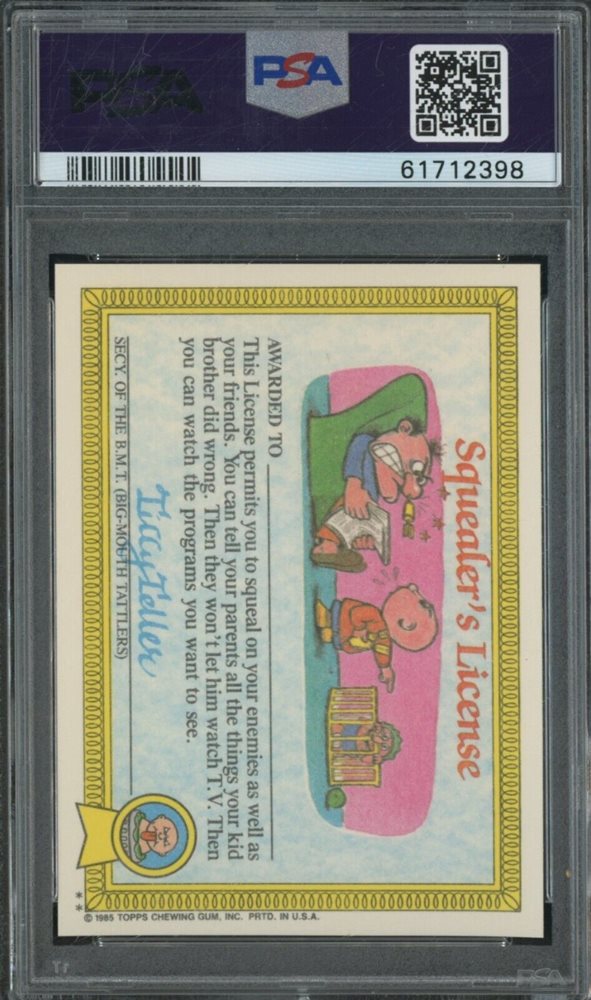 PSA
PSA
61712398
Squealer's License
AWARDED TO
This License permits you to squeal on your enemies as well as
your friends. You can tell your parents all the things your kid
brother did wrong. Then they won't let him watch T.V. Then
you can watch the programs you want to see.
Tilly Teller
SECY. OF THE B.M.T. (BIG-MOUTH TATTLERS)
**
© 1985 TOPPS CHEWING GUM, INC. PRTD. IN U.S.A.
PSA